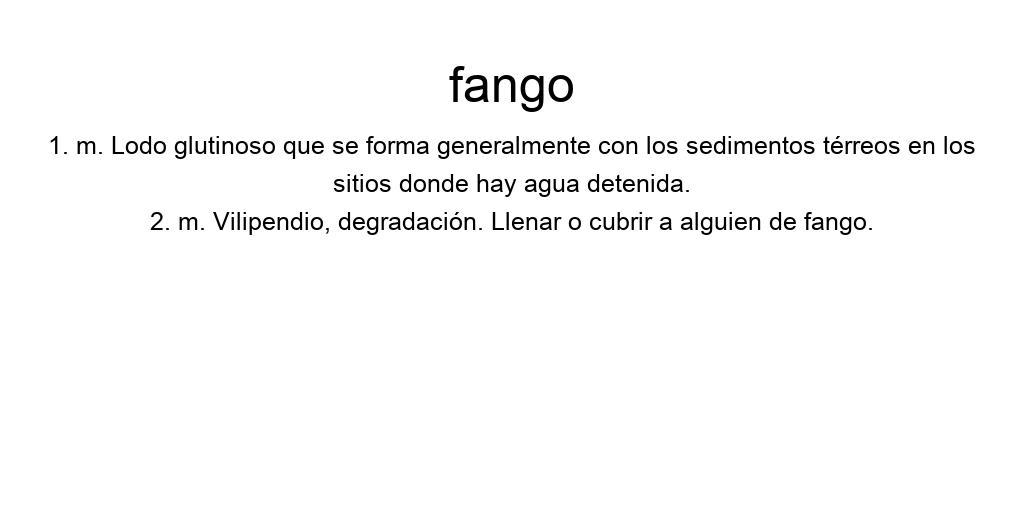 fango
1. m. Lodo glutinoso que se forma generalmente con los sedimentos térreos en los
sitios donde hay agua detenida.
2. m. Vilipendio, degradación. Llenar o cubrir a alguien de fango.